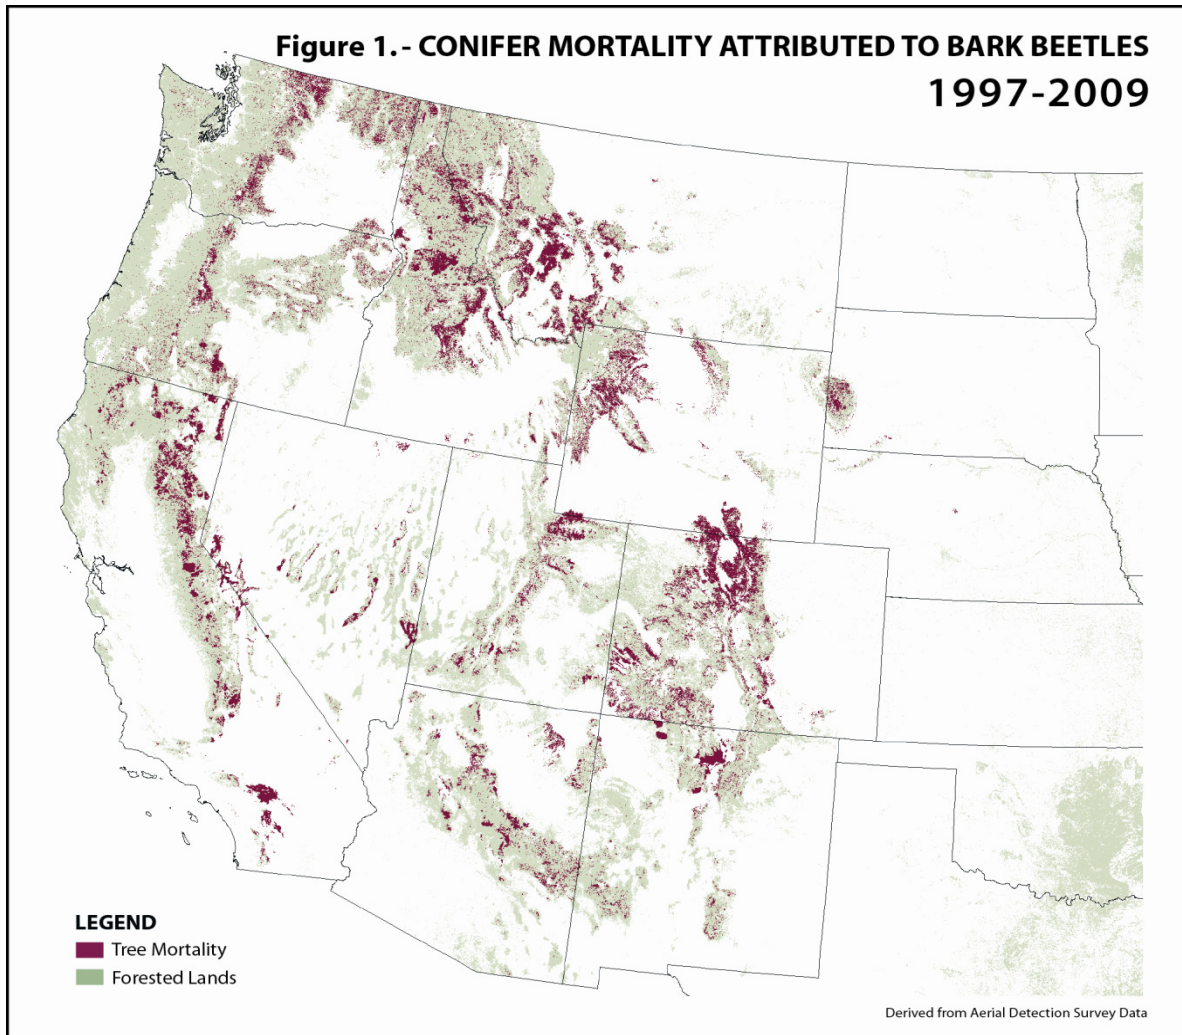 Figure 1.- CONIFER MORTALITY ATTRIBUTED TO BARK BEETLES
1997-2009
LEGEND
Tree Mortality
Forested Lands
Derived from Aerial Detection Survey Data